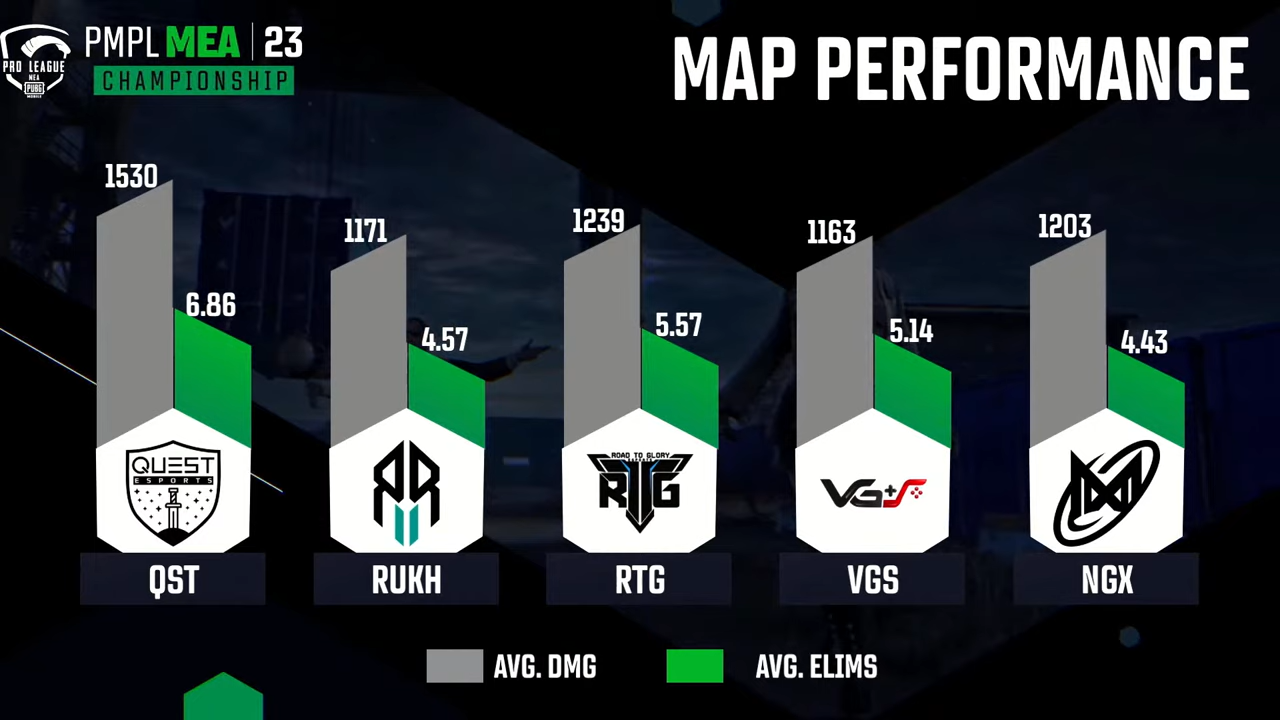 PMPL MEA | 23
CHAMPIONSHIP
PRO LEAGUE
MEA
PUBG
MOBILE
MAP PERFORMANCE
1530
6.86
1171
4.57
1239
5.57
1163
5.14
1203
4.43
QUEST
ESPORTS
ROAD TO GLORY
ESPORTS
RTG
VGS
QST
RUKH
RTG
VGS
NGX
AVG. DMG
AVG. ELIMS